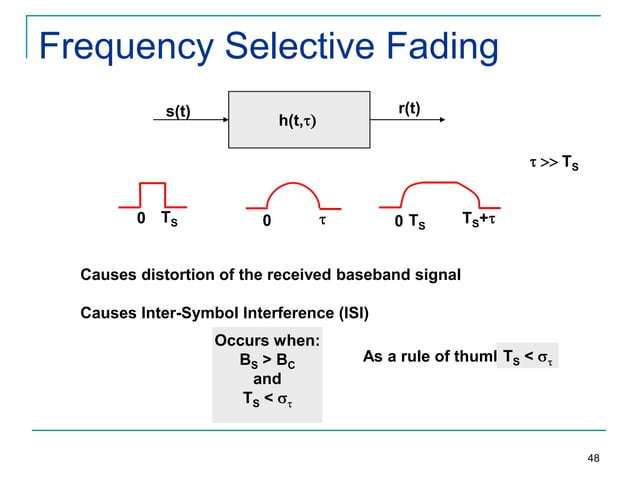 Frequency Selective Fading
s(t)
h(t,τ)
r(t)
τ >> TS
0 TS
0 τ
0 TS TS+τ
Causes distortion of the received baseband signal
Causes Inter-Symbol Interference (ISI)
Occurs when:
BS > BC
and
TS < στ
As a rule of thuml TS < στ
48